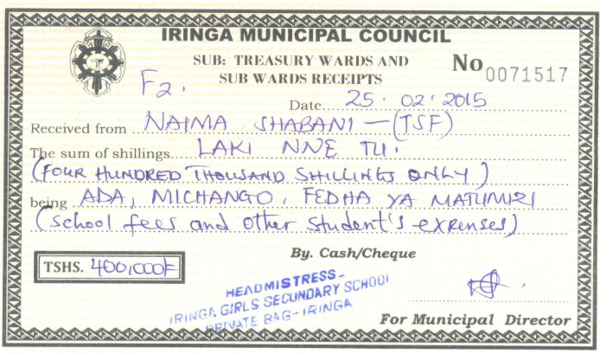 IRINGA MUNICIPAL COUNCIL
SUB: TREASURY WARDS AND
SUB WARDS RECEIPTS
No 0071517
F2.
Date 25.02.2015
Received from NAIMA SHABANI - (TSF)
The sum of shillings LAKI NNE TU.
(FOUR HUNDRED THOUSAND SHILLINGS ONLY)
being ADA, MICHANGO, FEDHA YA MATUMIZI
(School fees and other student's expenses)
By. Cash/Cheque
TSHS. 400,000/=
HEADMISTRESS-
IRINGA GIRLS SECUNDARY SCHOOL
PRIVATE BAG-IRINGA
For Municipal Director